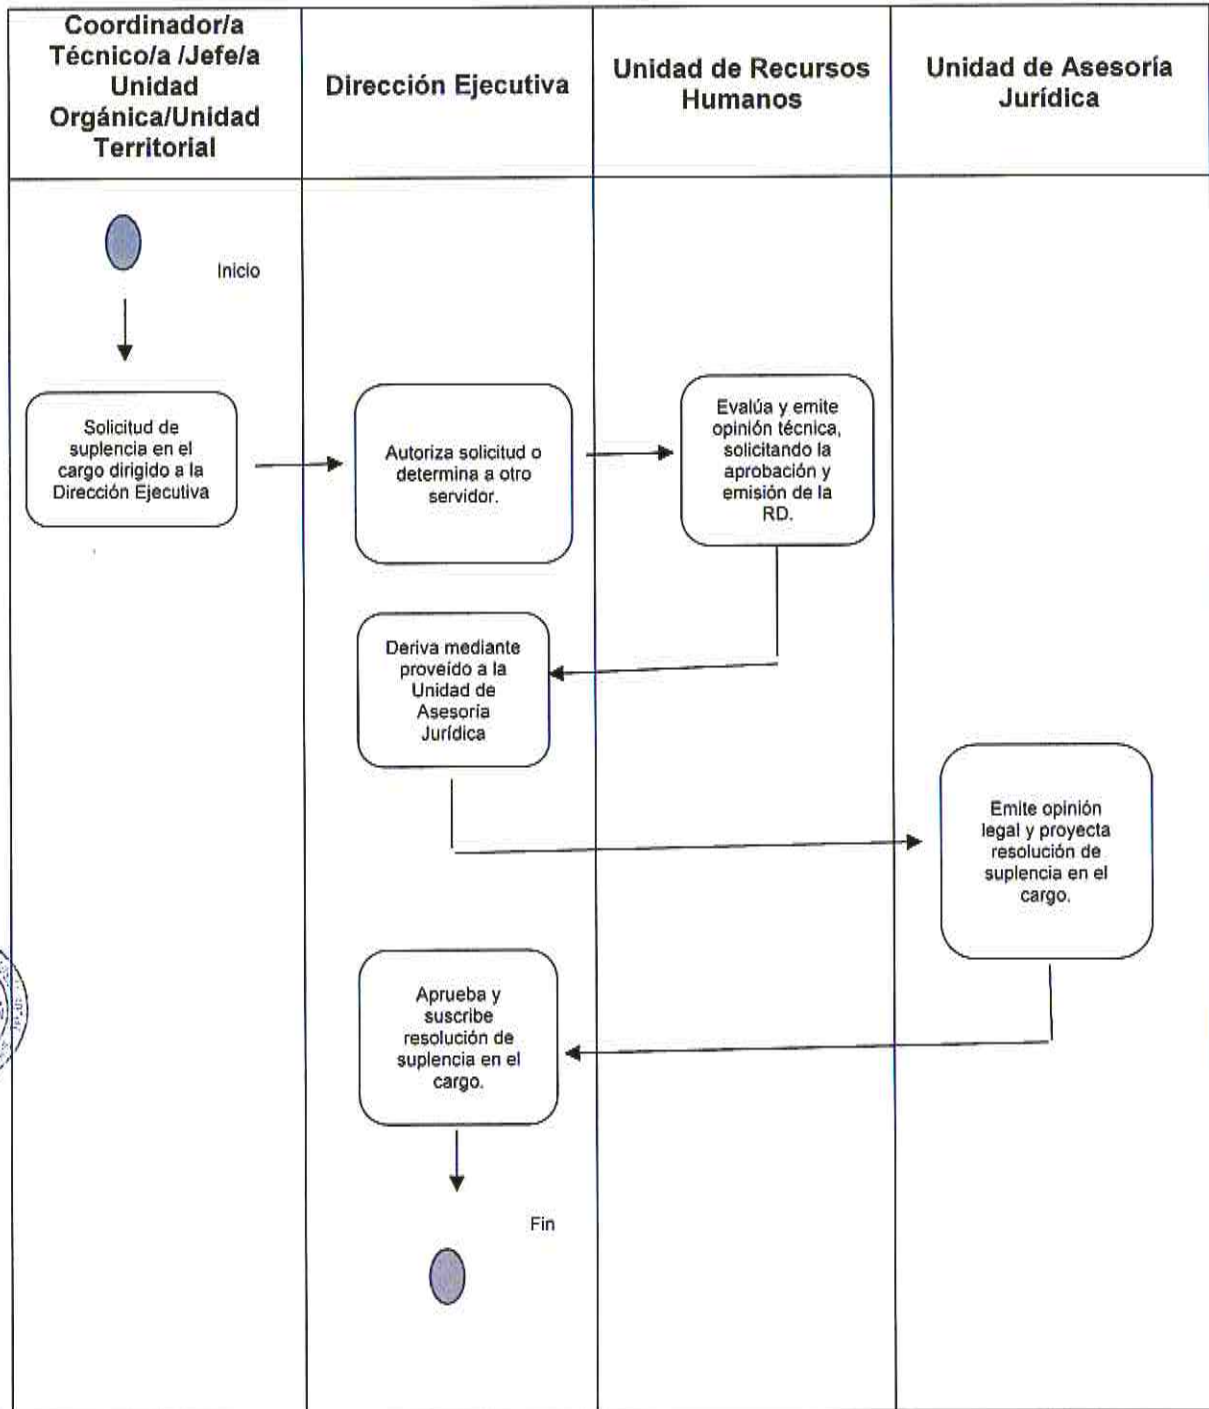 Coordinador/a
Técnico/a /Jefe/a
Unidad
Orgánica/Unidad
Territorial
Dirección Ejecutiva
Unidad de Recursos
Humanos
Unidad de Asesoría
Jurídica
Inicio
Solicitud de
suplencia en el
cargo dirigido a la
Dirección Ejecutiva
Autoriza solicitud o
determina a otro
servidor.
Evalúa y emite
opinión técnica,
solicitando la
aprobación y
emisión de la
RD.
Deriva mediante
proveído a la
Unidad de
Asesoría
Jurídica
Emite opinión
legal y proyecta
resolución de
suplencia en el
cargo.
Aprueba y
suscribe
resolución de
suplencia en el
cargo.
Fin